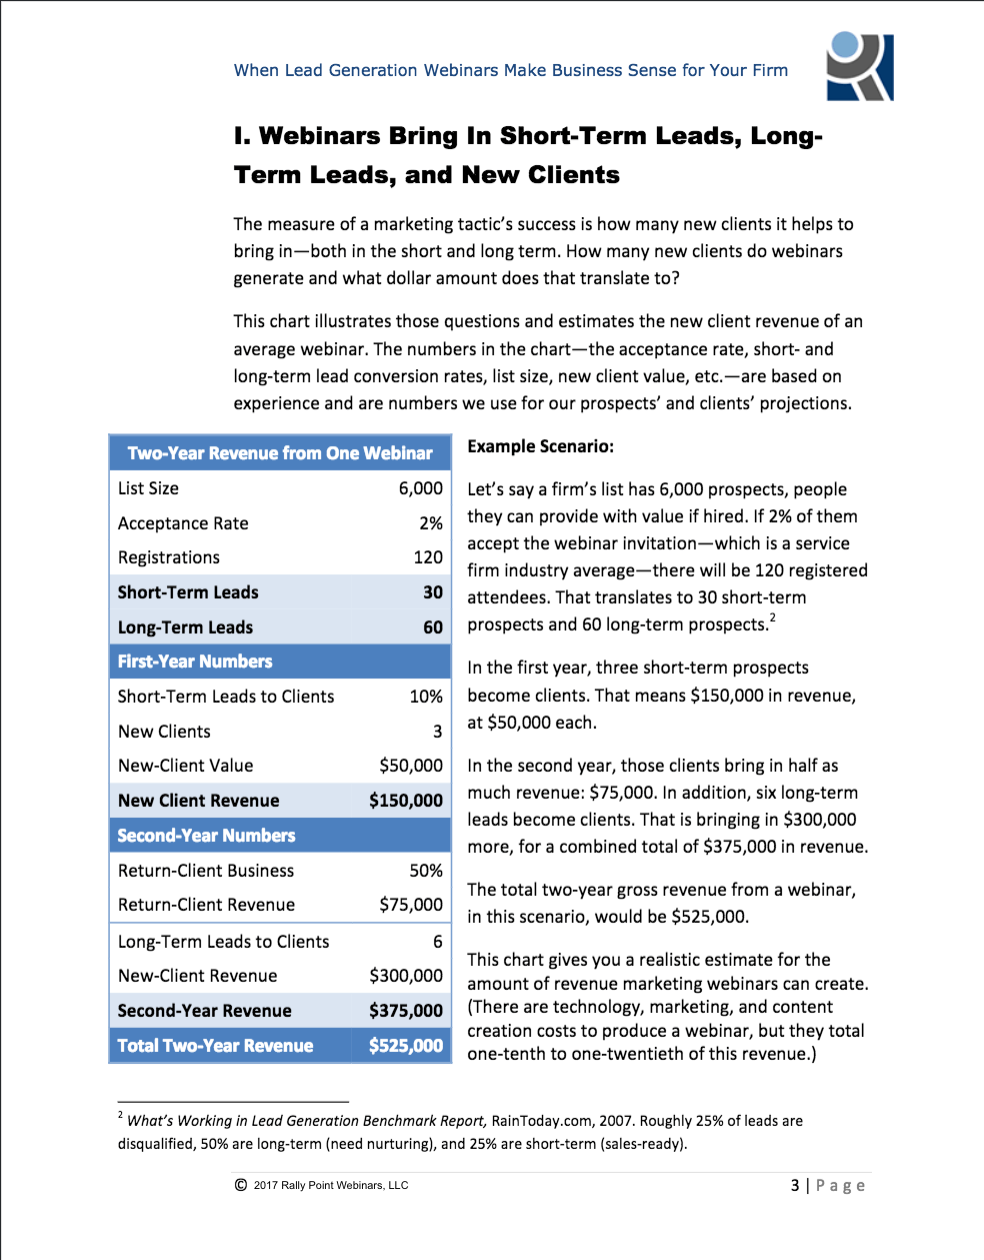 When Lead Generation Webinars Make Business Sense for Your Firm
I. Webinars Bring In Short-Term Leads, Long-
Term Leads, and New Clients
The measure of a marketing tactic’s success is how many new clients it helps to
bring in—both in the short and long term. How many new clients do webinars
generate and what dollar amount does that translate to?
This chart illustrates those questions and estimates the new client revenue of an
average webinar. The numbers in the chart—the acceptance rate, short- and
long-term lead conversion rates, list size, new client value, etc.—are based on
experience and are numbers we use for our prospects’ and clients’ projections.
Two-Year Revenue from One Webinar
List Size 6,000
Acceptance Rate 2%
Registrations 120
Short-Term Leads 30
Long-Term Leads 60
First-Year Numbers
Short-Term Leads to Clients 10%
New Clients 3
New-Client Value $50,000
New Client Revenue $150,000
Second-Year Numbers
Return-Client Business 50%
Return-Client Revenue $75,000
Long-Term Leads to Clients 6
New-Client Revenue $300,000
Second-Year Revenue $375,000
Total Two-Year Revenue $525,000
Example Scenario:
Let’s say a firm’s list has 6,000 prospects, people
they can provide with value if hired. If 2% of them
accept the webinar invitation—which is a service
firm industry average—there will be 120 registered
attendees. That translates to 30 short-term
prospects and 60 long-term prospects.2
In the first year, three short-term prospects
become clients. That means $150,000 in revenue,
at $50,000 each.
In the second year, those clients bring in half as
much revenue: $75,000. In addition, six long-term
leads become clients. That is bringing in $300,000
more, for a combined total of $375,000 in revenue.
The total two-year gross revenue from a webinar,
in this scenario, would be $525,000.
This chart gives you a realistic estimate for the
amount of revenue marketing webinars can create.
(There are technology, marketing, and content
creation costs to produce a webinar, but they total
one-tenth to one-twentieth of this revenue.)
2 What’s Working in Lead Generation Benchmark Report, RainToday.com, 2007. Roughly 25% of leads are
disqualified, 50% are long-term (need nurturing), and 25% are short-term (sales-ready).
© 2017 Rally Point Webinars, LLC 3 | Page